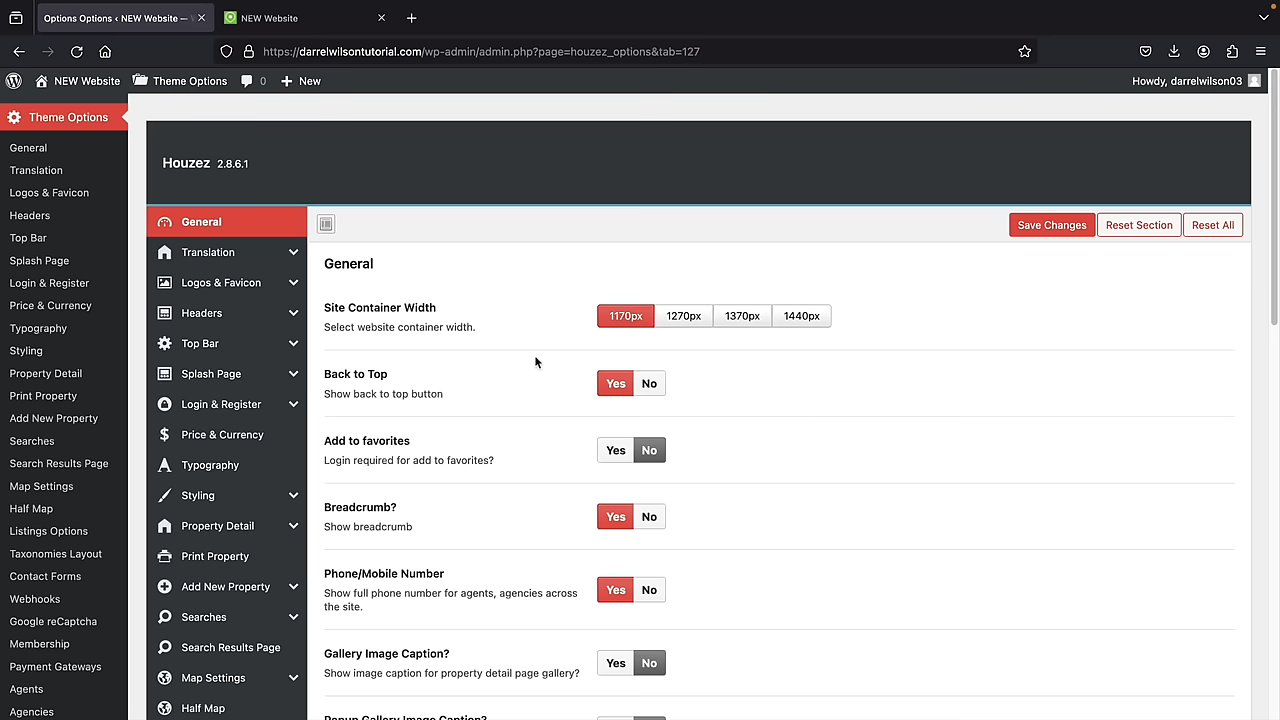 Options Options ‹ NEW Website —
NEW Website
https://darrelwilsontutorial.com/wp-admin/admin.php?page=houzez_options&tab=127
NEW Website
Theme Options
0
New
Howdy, darrelwilson03
Theme Options
General
Translation
Logos & Favicon
Headers
Top Bar
Splash Page
Login & Register
Price & Currency
Typography
Styling
Property Detail
Print Property
Add New Property
Searches
Search Results Page
Map Settings
Half Map
Listings Options
Taxonomies Layout
Contact Forms
Webhooks
Google reCaptcha
Membership
Payment Gateways
Agents
Agencies
Houzez 2.8.6.1
General
Translation
Logos & Favicon
Headers
Top Bar
Splash Page
Login & Register
Price & Currency
Typography
Styling
Property Detail
Print Property
Add New Property
Searches
Search Results Page
Map Settings
Half Map
Save Changes
Reset Section
Reset All
General
Site Container Width
Select website container width.
1170px
1270px
1370px
1440px
Back to Top
Show back to top button
Yes
No
Add to favorites
Login required for add to favorites?
Yes
No
Breadcrumb?
Show breadcrumb
Yes
No
Phone/Mobile Number
Show full phone number for agents, agencies across
the site.
Yes
No
Gallery Image Caption?
Show image caption for property detail page gallery?
Yes
No
Popup Gallery Image Caption?